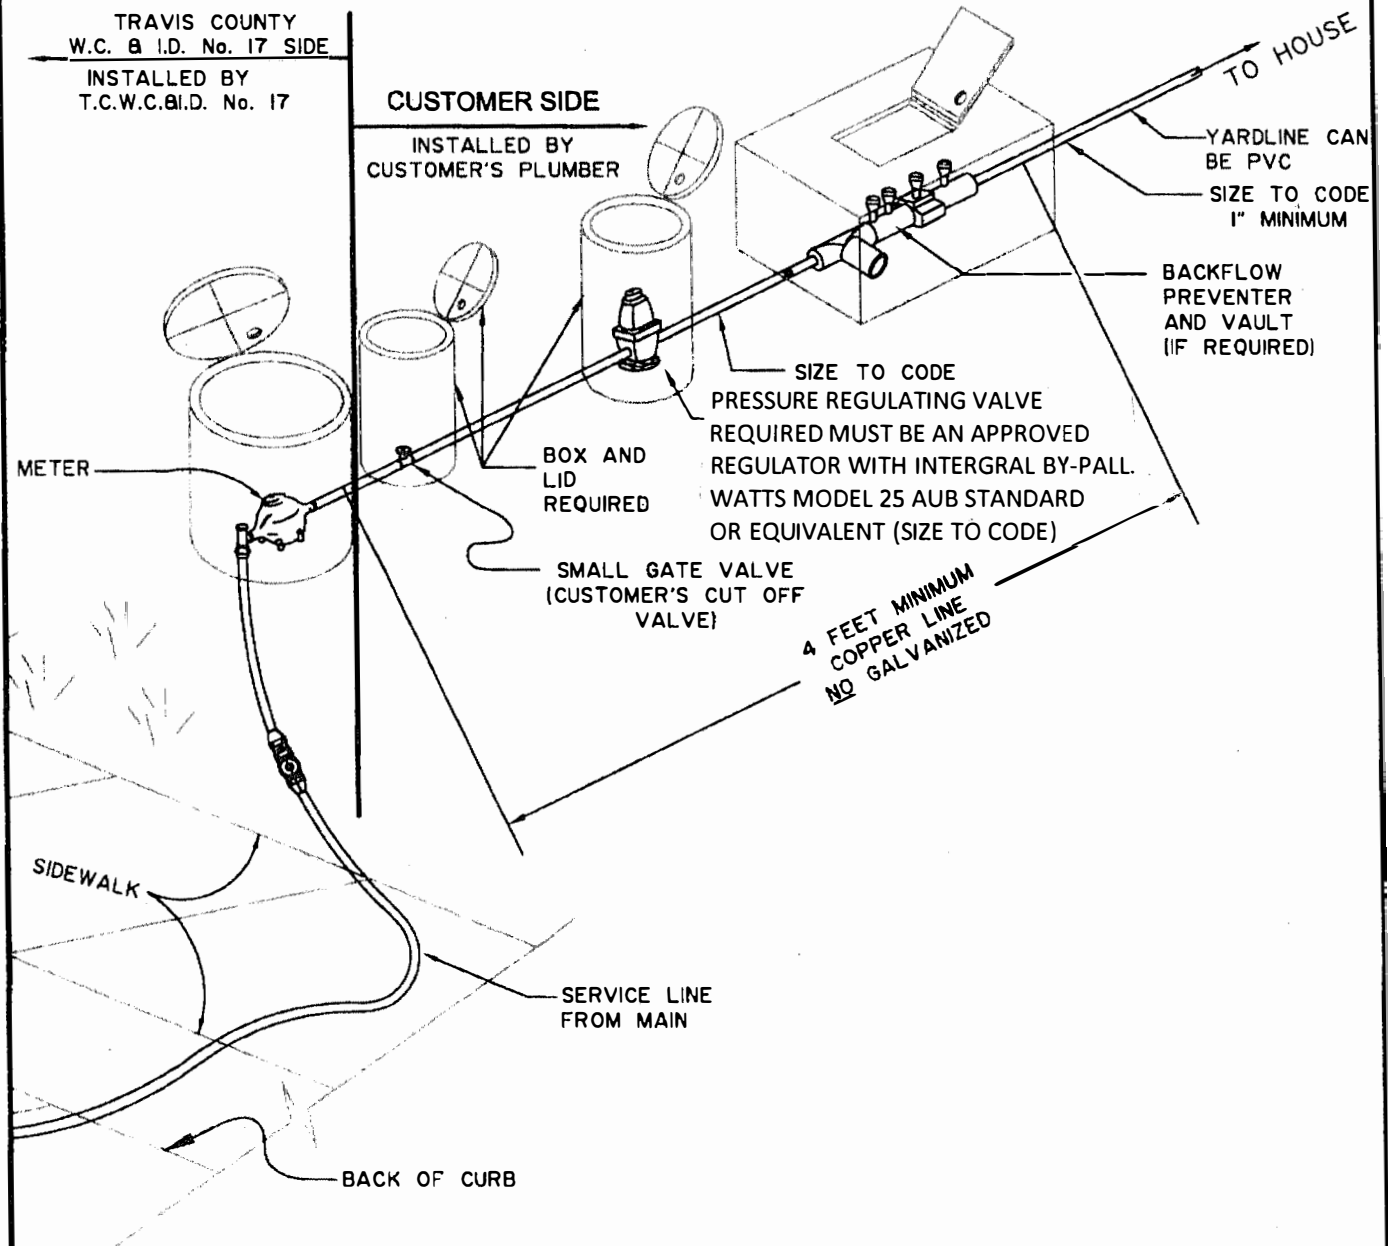 TRAVIS COUNTY
W.C. & I.D. No. 17 SIDE
INSTALLED BY
T.C.W.C.&I.D. No. 17
CUSTOMER SIDE
INSTALLED BY
CUSTOMER'S PLUMBER
TO HOUSE
YARDLINE CAN
BE PVC
SIZE TO CODE
1" MINIMUM
BACKFLOW
PREVENTER
AND VAULT
(IF REQUIRED)
SIZE TO CODE
PRESSURE REGULATING VALVE
REQUIRED MUST BE AN APPROVED
REGULATOR WITH INTERGRAL BY-PALL.
WATTS MODEL 25 AUB STANDARD
OR EQUIVALENT (SIZE TO CODE)
METER
BOX AND
LID
REQUIRED
SMALL GATE VALVE
(CUSTOMER'S CUT OFF
VALVE)
4 FEET MINIMUM
COPPER LINE
NO GALVANIZED
SIDEWALK
SERVICE LINE
FROM MAIN
BACK OF CURB